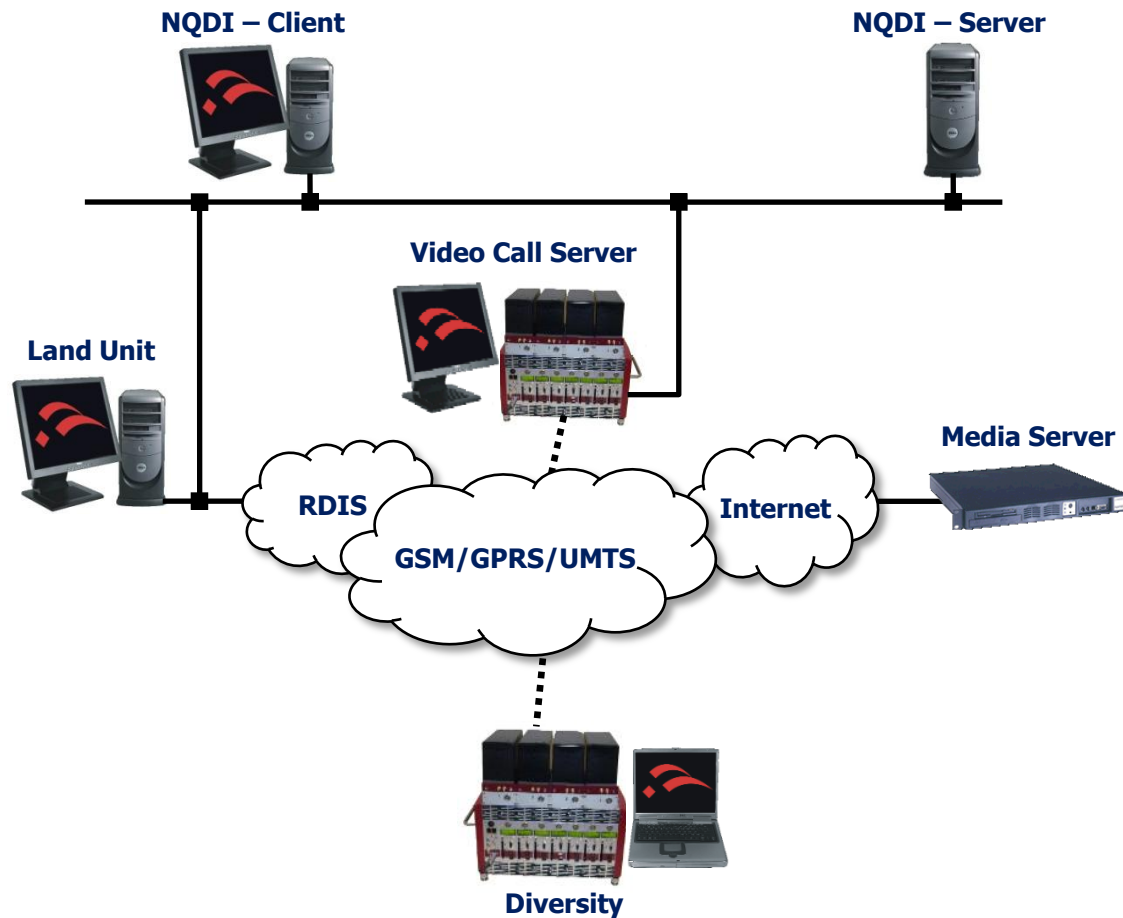 NQDI – Client
NQDI – Server
Video Call Server
Land Unit
Media Server
RDIS
Internet
GSM/GPRS/UMTS
Diversity